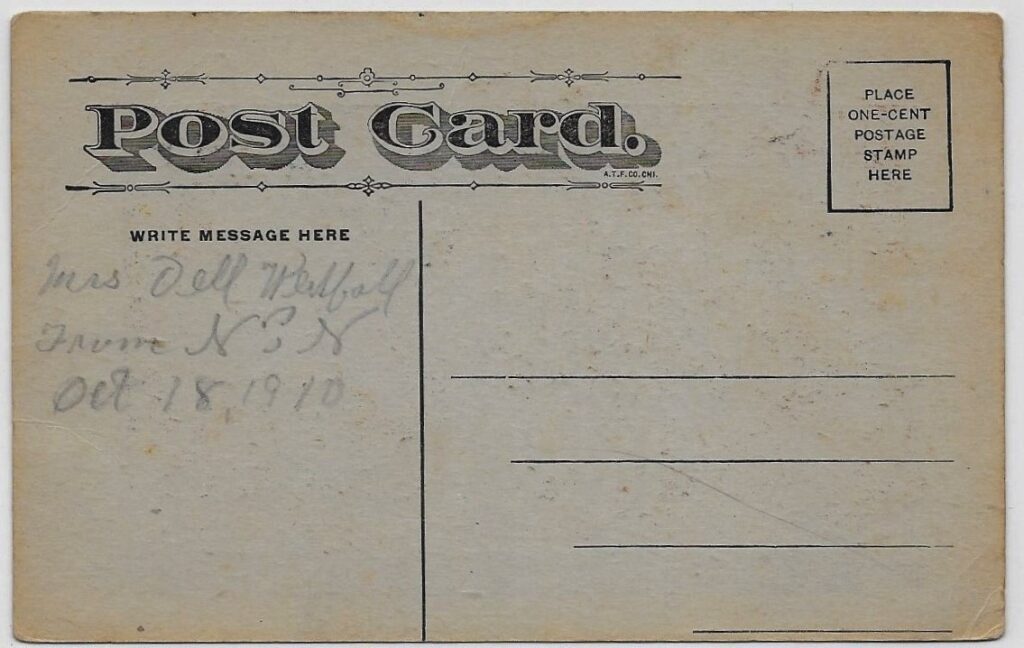 Post Card.
A.T.F. CO. CHI.
PLACE
ONE-CENT
POSTAGE
STAMP
HERE
WRITE MESSAGE HERE
Mrs Dell Westfall
From N
Oct 18 1910